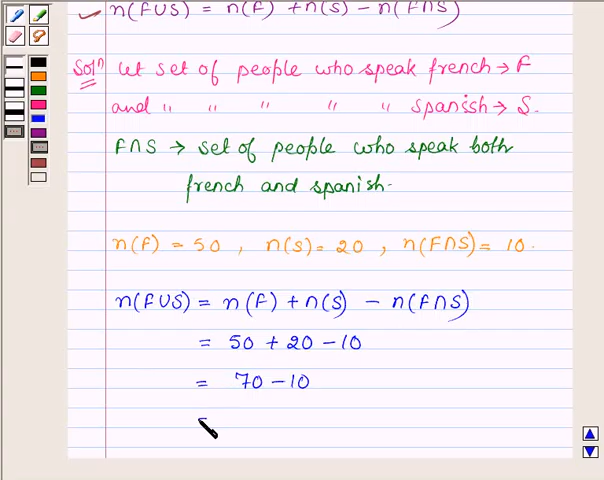 n(FUS) = n(F) + n(S) - n(F∩S)
Solⁿ Let set of people who speak french → F
and " " " " " spanish → S.
F∩S → set of people who speak both
french and spanish.
n(F) = 50 , n(S) = 20 , n(F∩S) = 10.
n(FUS) = n(F) + n(S) - n(F∩S)
= 50 + 20 - 10
= 70 - 10
=